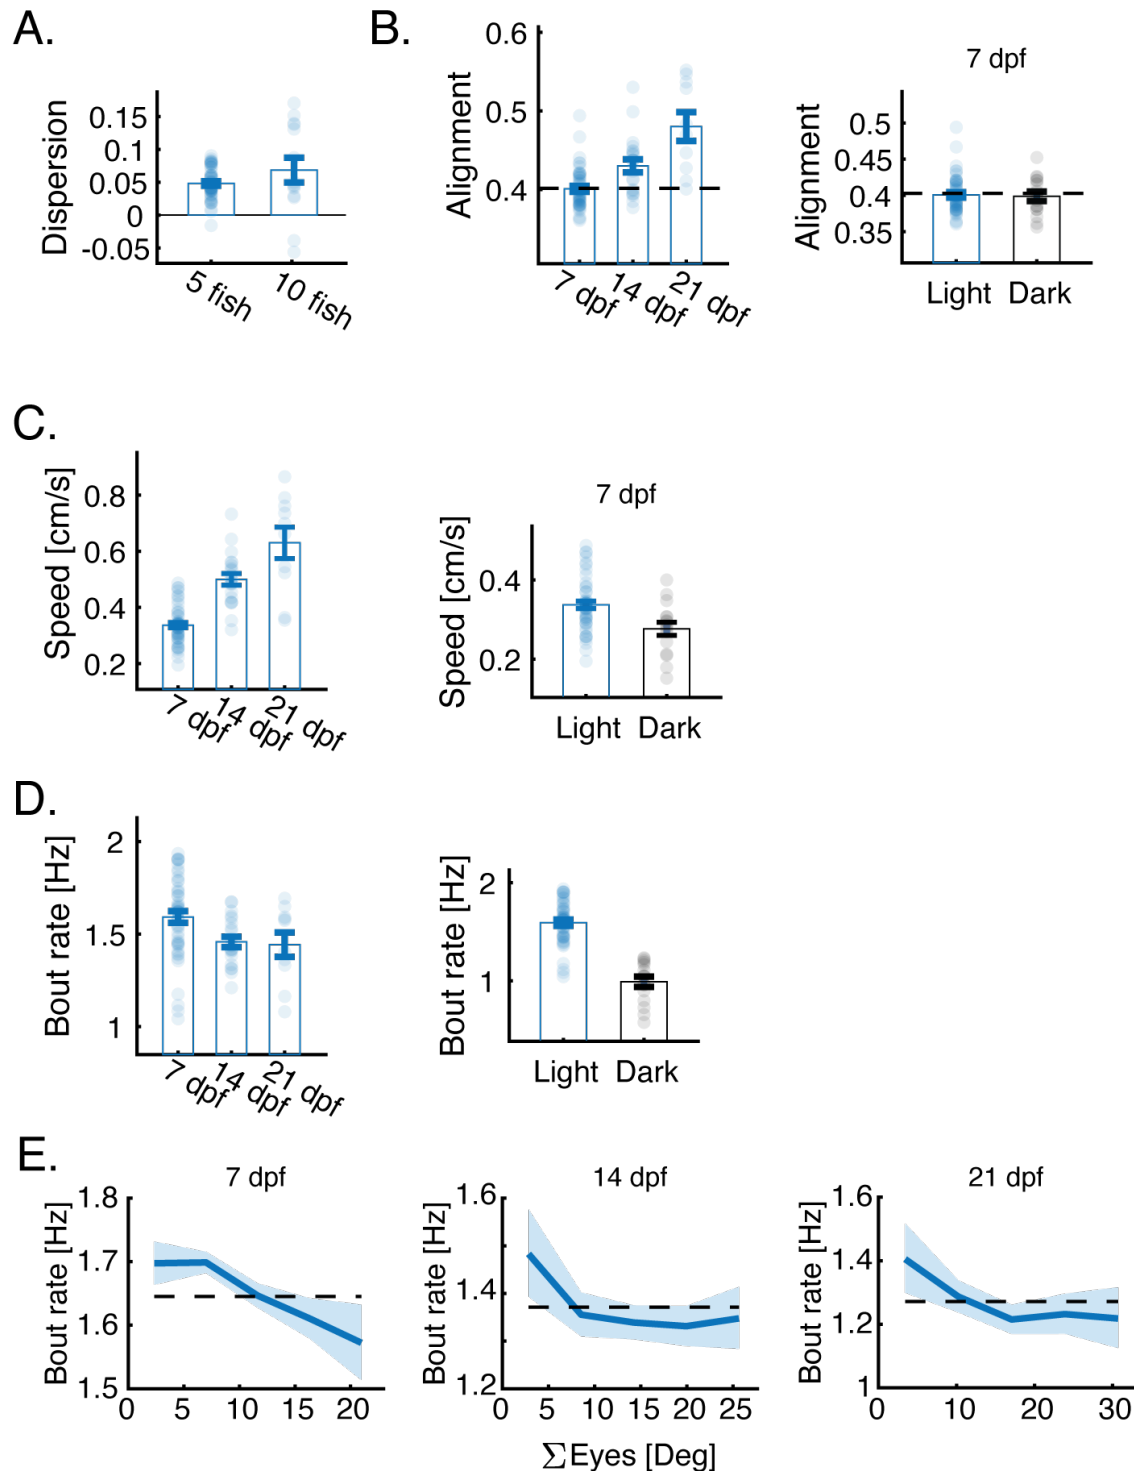 A.
Dispersion
0.15
0.1
0.05
0
-0.05
5 fish
10 fish
B.
Alignment
0.6
0.5
0.4
7 dpf
14 dpf
21 dpf
7 dpf
Alignment
0.5
0.45
0.4
0.35
Light
Dark
C.
Speed [cm/s]
0.8
0.6
0.4
0.2
7 dpf
14 dpf
21 dpf
7 dpf
Speed [cm/s]
0.4
0.2
Light
Dark
D.
Bout rate [Hz]
2
1.5
1
7 dpf
14 dpf
21 dpf
Bout rate [Hz]
2
1
Light
Dark
E.
7 dpf
Bout rate [Hz]
1.8
1.7
1.6
1.5
0 5 10 15 20
14 dpf
Bout rate [Hz]
1.6
1.4
1.2
0 5 10 15 20 25
21 dpf
Bout rate [Hz]
1.6
1.4
1.2
1
0 10 20 30
∑Eyes [Deg]